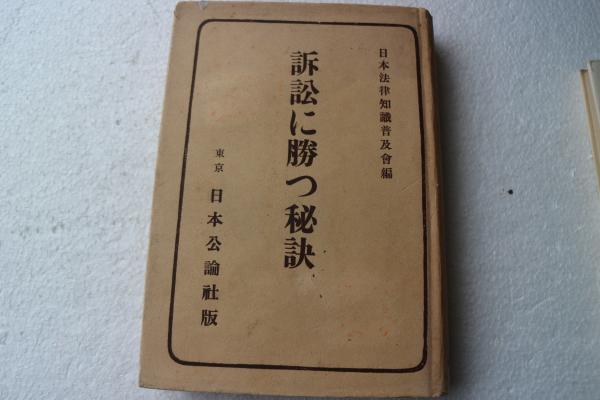 日本法律知識普及會編
訴訟に勝つ秘訣
東京 日本公論社版